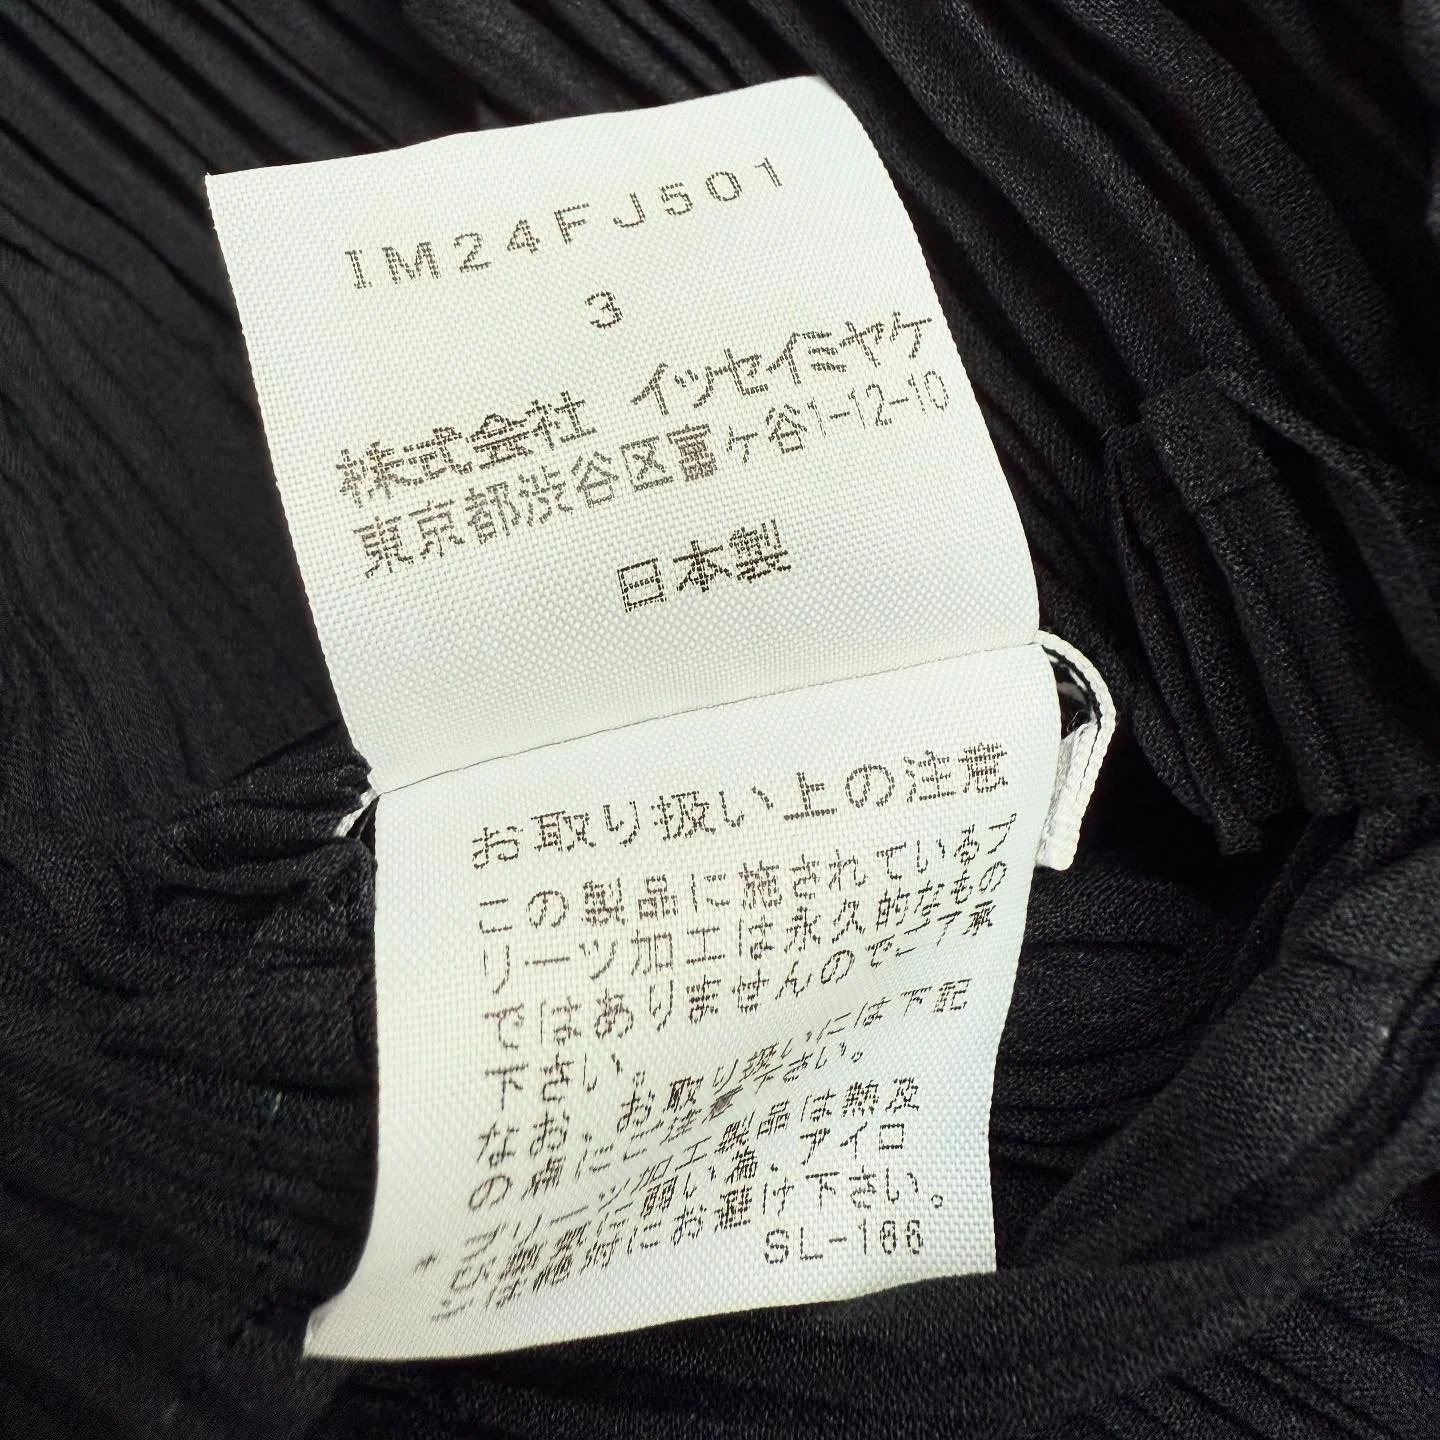 IM24FJ501
3
株式会社 イッセイミヤケ
東京都渋谷区富ヶ谷1-12-10
日本製
お取り扱い上の注意
この製品に施されているプ
リーツ加工は永久的なもの
ではありませんのでご了承
下さい。
なお、お取り扱いには下記
の点にご注意下さい。
*プリーツ加工製品は熱及
び蒸気に弱い為、アイロ
ンは絶対にお避け下さい。
SL-166